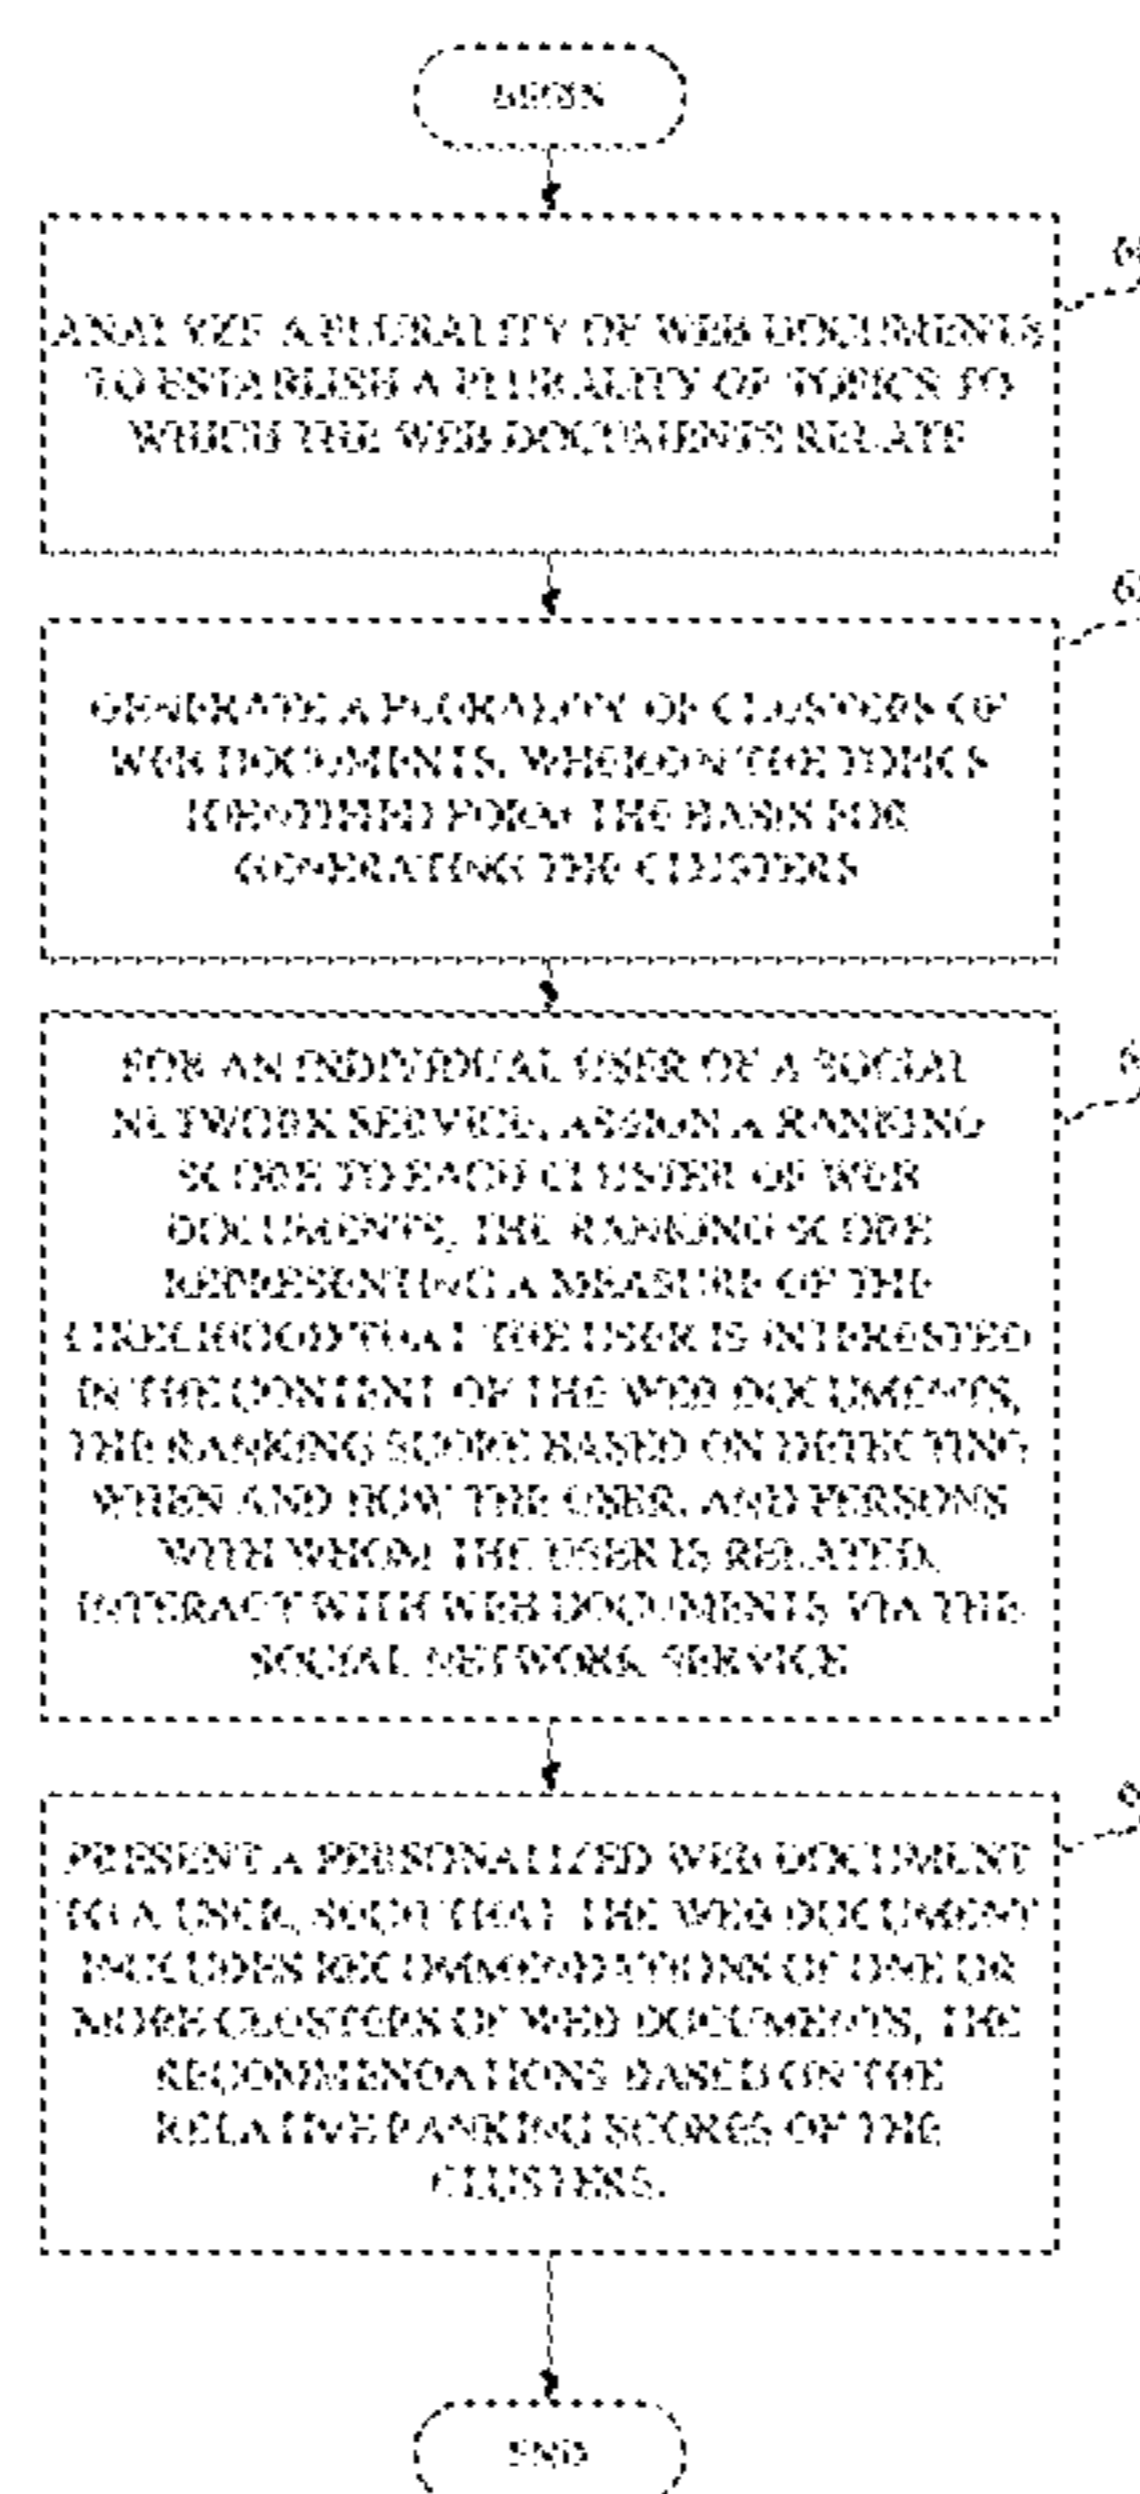 BEGIN
ANALYZE A PLURALITY OF WEB DOCUMENTS
TO ESTABLISH A PLURALITY OF TOPICS TO
WHICH THE WEB DOCUMENTS RELATE
GENERATE A PLURALITY OF CLUSTERS OF
WEB DOCUMENTS, WHEREIN THE TOPICS
IDENTIFIED FORM THE BASIS FOR
GENERATING THE CLUSTERS
FOR AN INDIVIDUAL USER OF A SOCIAL
NETWORK SERVICE, ASSIGN A RANKING
SCORE TO EACH CLUSTER OF WEB
DOCUMENTS, THE RANKING SCORE
REPRESENTING A MEASURE OF THE
LIKELIHOOD THAT THE USER IS INTERESTED
IN THE CONTENT OF THE WEB DOCUMENTS,
THE RANKING SCORE BASED ON DETECTING
WHEN AND HOW THE USER, AND PERSONS
WITH WHOM THE USER IS RELATED,
INTERACT WITH WEB DOCUMENTS VIA THE
SOCIAL NETWORK SERVICE
PRESENT A PERSONALIZED WEB DOCUMENT
TO A USER, SUCH THAT THE WEB DOCUMENT
INCLUDES RECOMMENDATIONS OF ONE OR
MORE CLUSTERS OF WEB DOCUMENTS, THE
RECOMMENDATIONS BASED ON THE
RELATIVE RANKING SCORES OF THE
CLUSTERS.
END